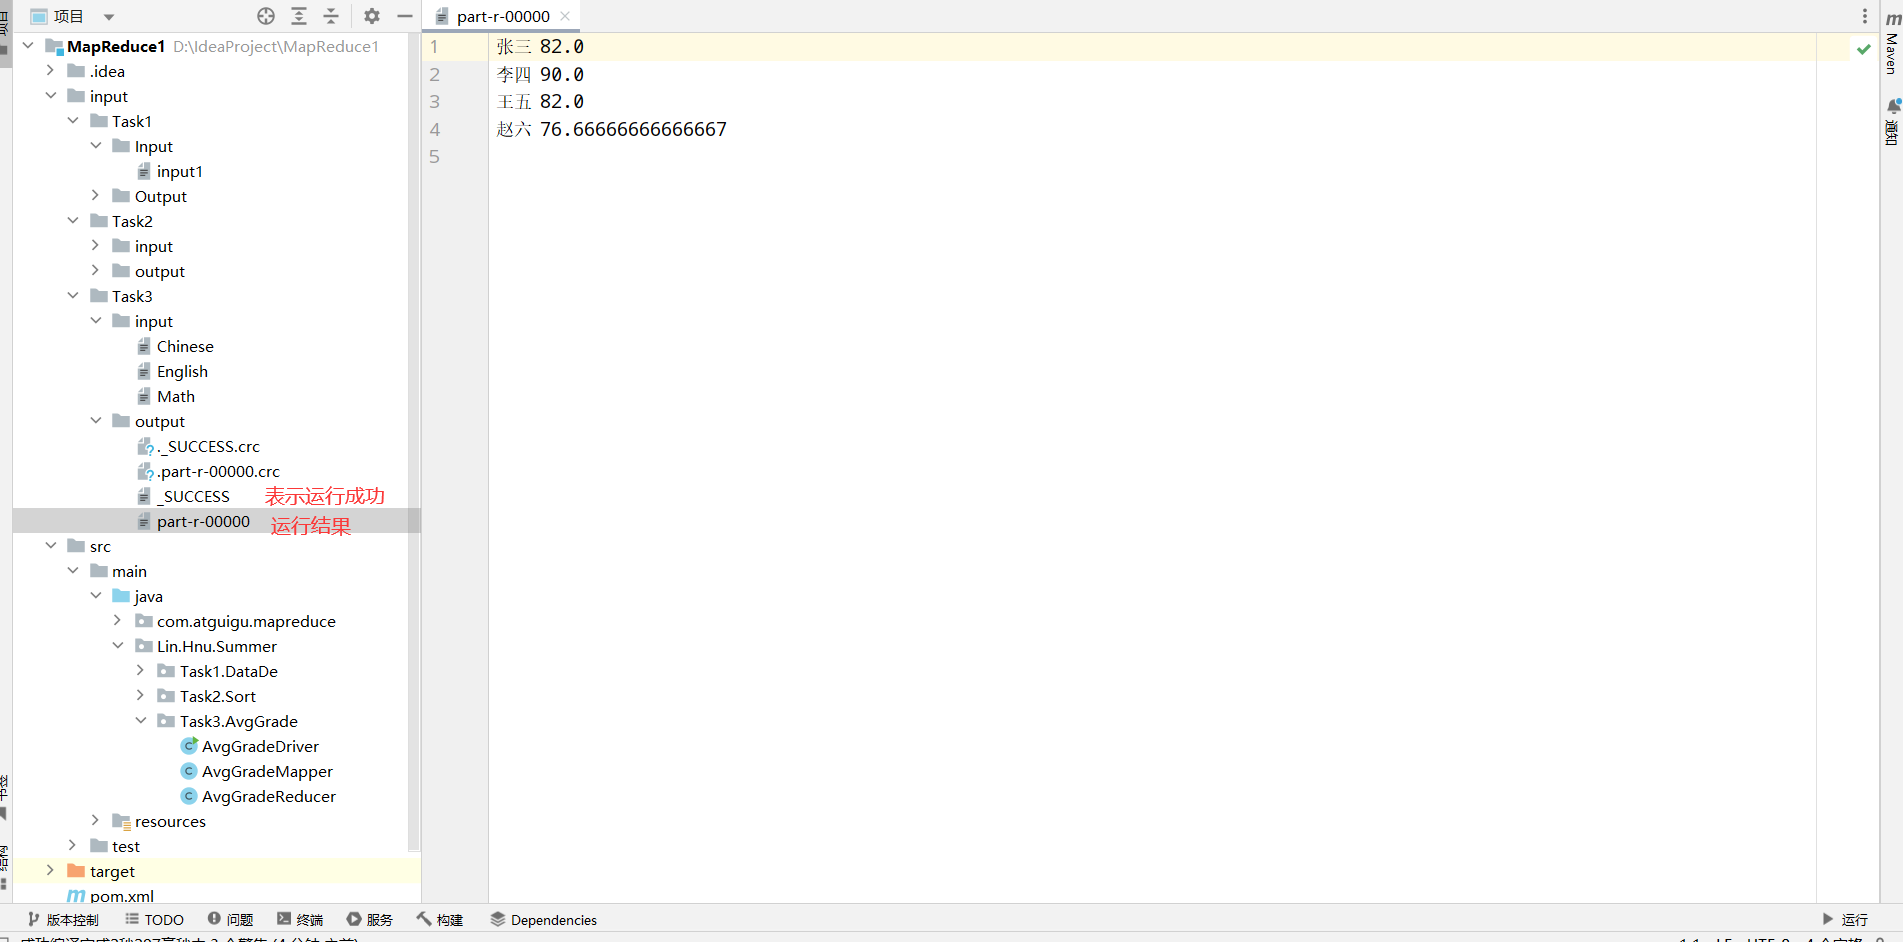 项目
part-r-00000
MapReduce1 D:\IdeaProject\MapReduce1
.idea
input
Task1
Input
input1
Output
Task2
input
output
Task3
input
Chinese
English
Math
output
._SUCCESS.crc
.part-r-00000.crc
_SUCCESS 表示运行成功
part-r-00000 运行结果
src
main
java
com.atguigu.mapreduce
Lin.Hnu.Summer
Task1.DataDe
Task2.Sort
Task3.AvgGrade
AvgGradeDriver
AvgGradeMapper
AvgGradeReducer
resources
test
target
pom.xml
1 张三 82.0
2 李四 90.0
3 王五 82.0
4 赵六 76.66666666666667
5
Maven
通知
版本控制 TODO 问题 终端 服务 构建 Dependencies 运行